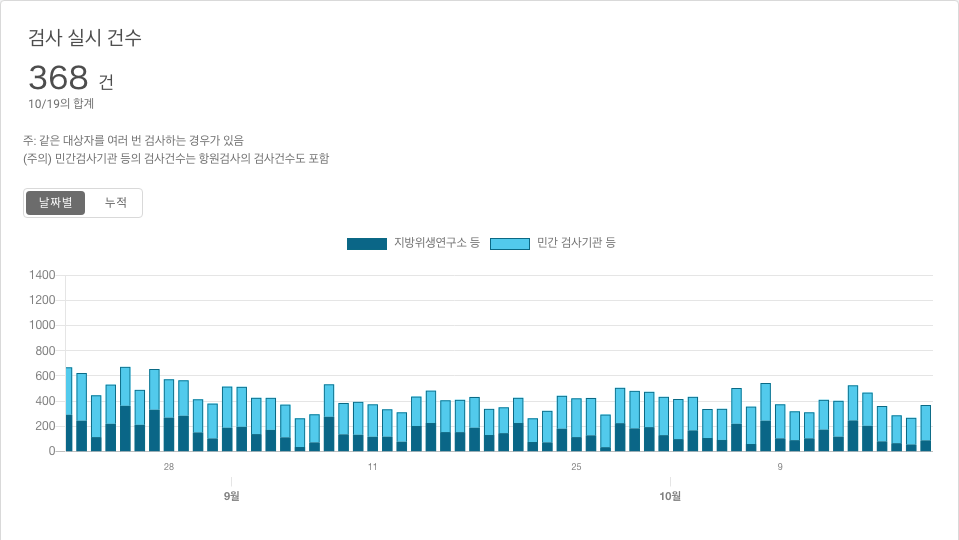 검사 실시 건수
368 건
10/19의 합계
주: 같은 대상자를 여러 번 검사하는 경우가 있음
(주의) 민간검사기관 등의 검사건수는 항원검사의 검사건수도 포함
날짜별 누적
지방위생연구소 등 민간 검사기관 등
1400
1200
1000
800
600
400
200
0
28 11 25 9
9월 10월